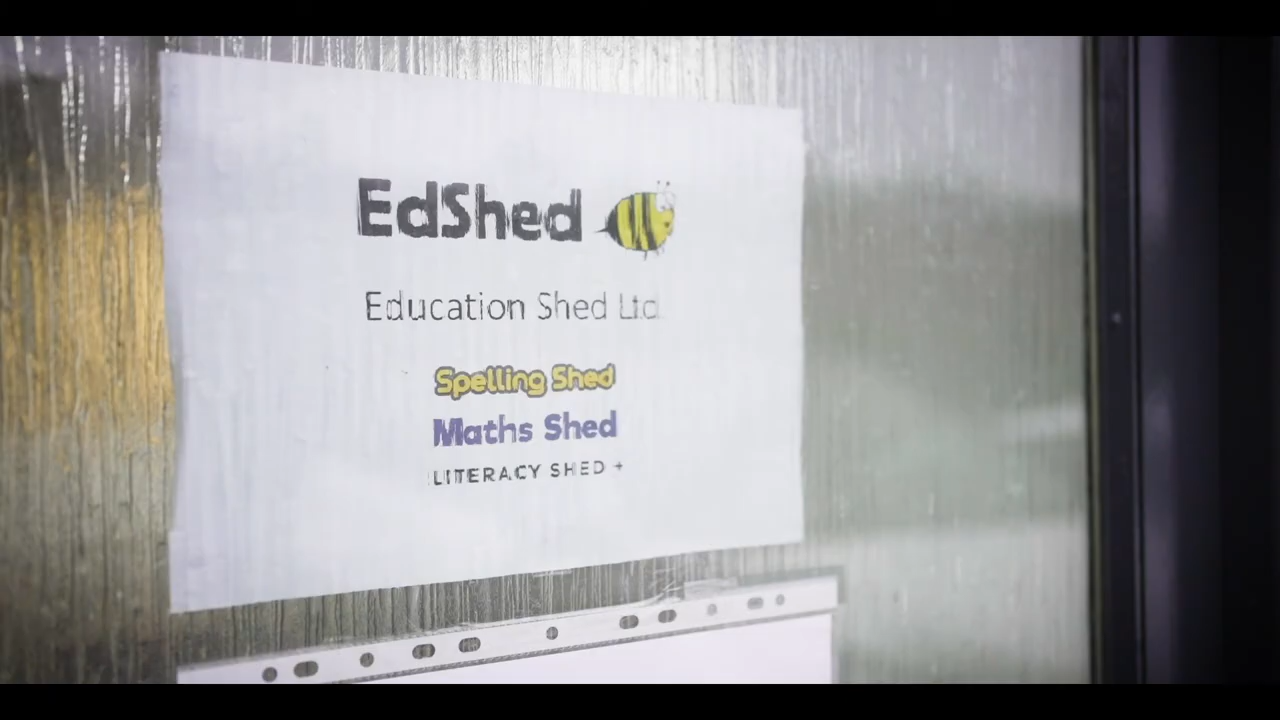 EdShed
Education Shed Ltd
Spelling Shed
Maths Shed
LITERACY SHED +